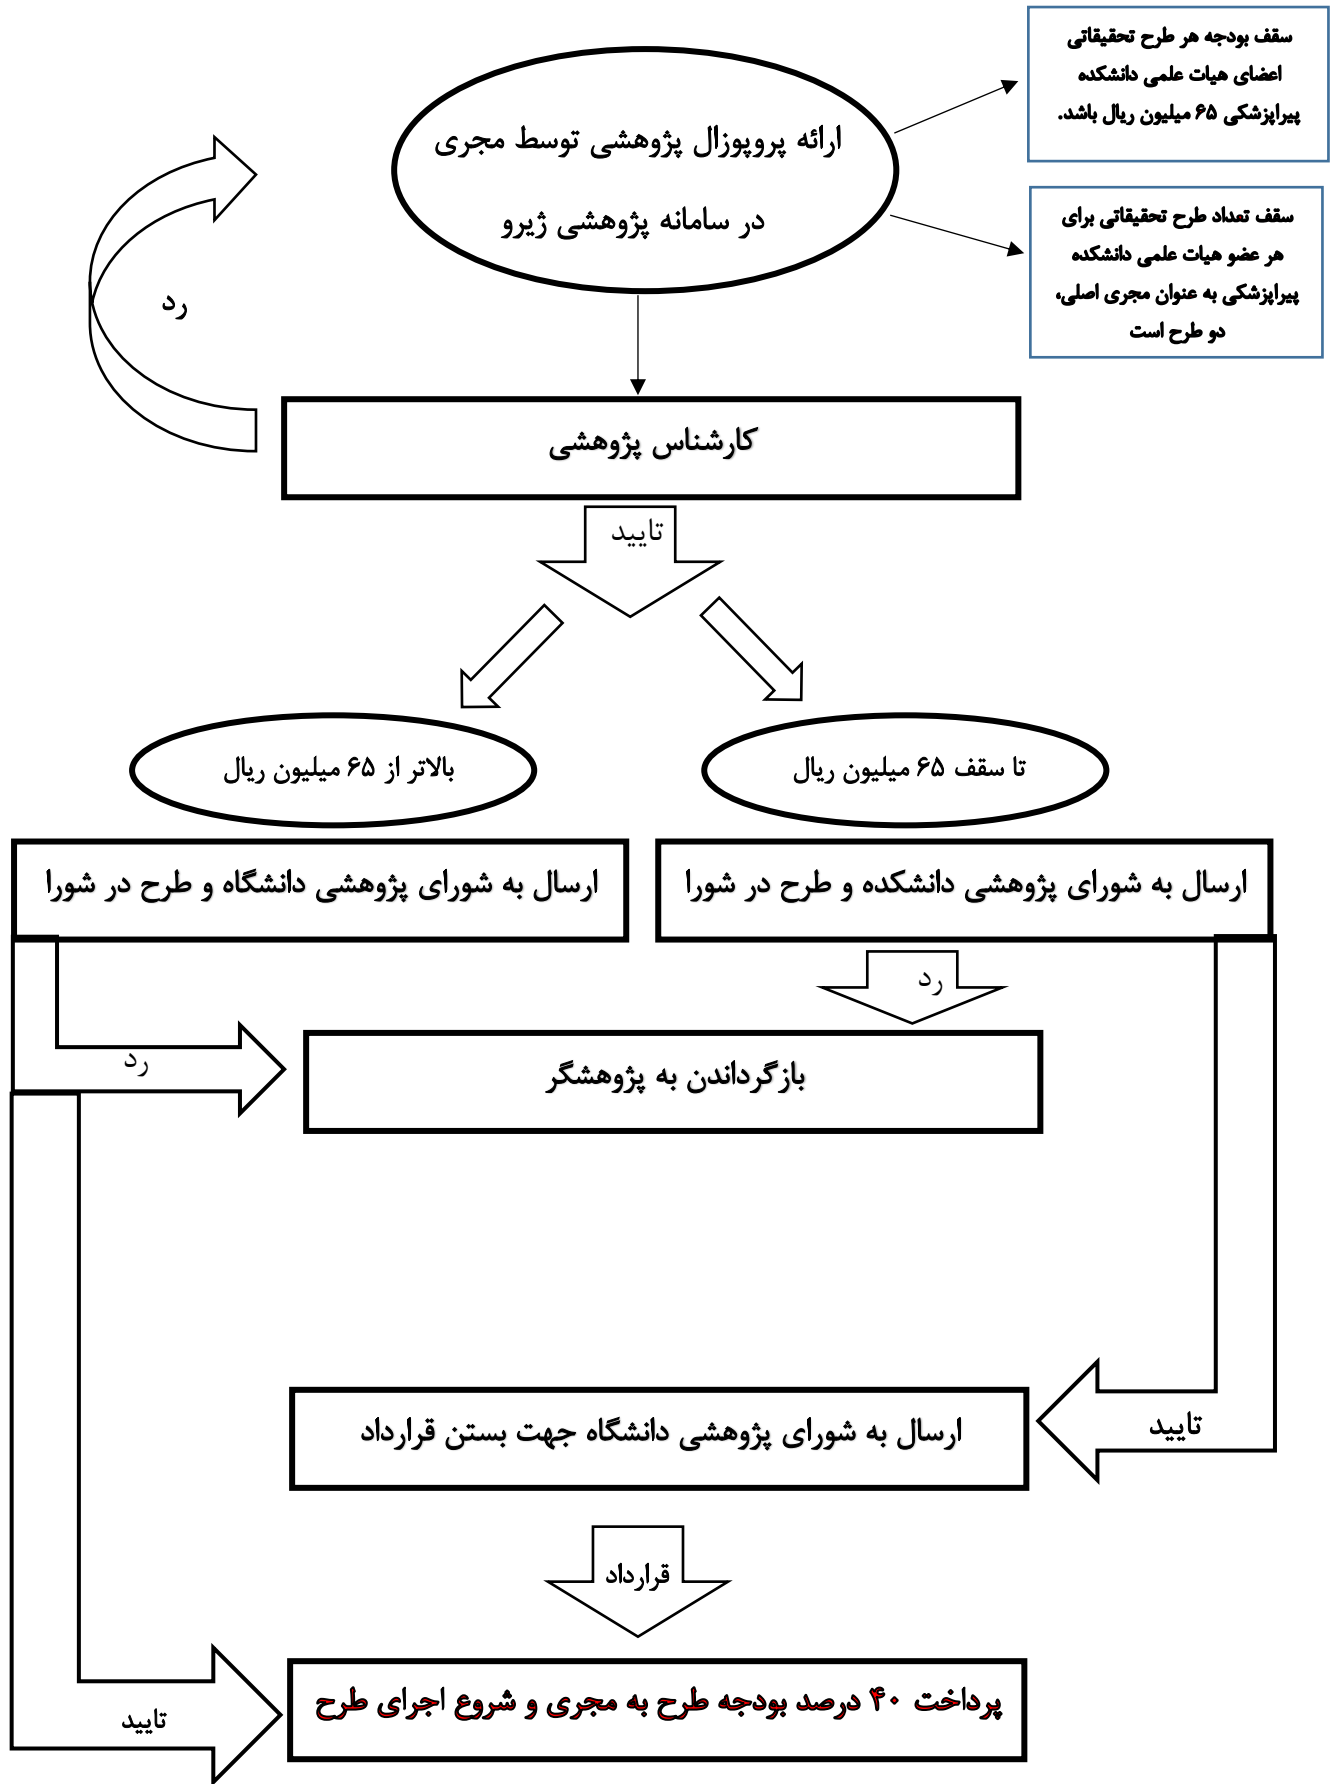 سقف بودجه هر طرح تحقیقاتی
اعضای هیات علمی دانشکده
پیراپزشکی ۶۵ میلیون ریال باشد.
ارائه پروپوزال پژوهشی توسط مجری
در سامانه پژوهشی ژیرو
سقف تعداد طرح تحقیقاتی برای
هر عضو هیات علمی دانشکده
پیراپزشکی به عنوان مجری اصلی،
دو طرح است
رد
کارشناس پژوهشی
تایید
تا سقف ۶۵ میلیون ریال
بالاتر از ۶۵ میلیون ریال
ارسال به شورای پژوهشی دانشکده و طرح در شورا
ارسال به شورای پژوهشی دانشگاه و طرح در شورا
رد
رد
بازگرداندن به پژوهشگر
تایید
ارسال به شورای پژوهشی دانشگاه جهت بستن قرارداد
قرارداد
پرداخت ۴۰ درصد بودجه طرح به مجری و شروع اجرای طرح
تایید